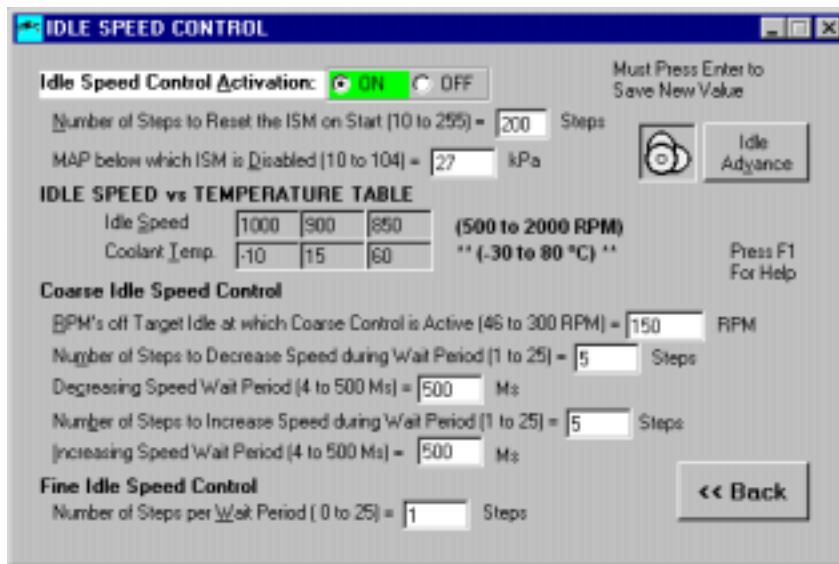 IDLE SPEED CONTROL
Idle Speed Control Activation: ON OFF
Must Press Enter to
Save New Value
Number of Steps to Reset the ISM on Start (10 to 255) = 200 Steps
MAP below which ISM is Disabled (10 to 104) = 27 kPa
Idle
Advance
IDLE SPEED vs TEMPERATURE TABLE
Idle Speed 1000 900 850 (500 to 2000 RPM)
Coolant Temp. -10 15 60 ** (-30 to 80 ºC) **
Press F1
For Help
Coarse Idle Speed Control
RPM's off Target Idle at which Coarse Control is Active (46 to 300 RPM) = 150 RPM
Number of Steps to Decrease Speed during Wait Period (1 to 25) = 5 Steps
Decreasing Speed Wait Period (4 to 500 Ms) = 500 Ms
Number of Steps to Increase Speed during Wait Period (1 to 25) = 5 Steps
Increasing Speed Wait Period (4 to 500 Ms) = 500 Ms
Fine Idle Speed Control
Number of Steps per Wait Period ( 0 to 25) = 1 Steps
<< Back